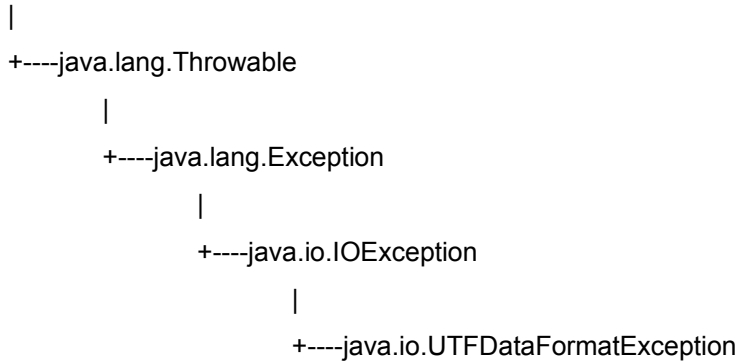 |
+----java.lang.Throwable
|
+----java.lang.Exception
|
+----java.io.IOException
|
+----java.io.UTFDataFormatException